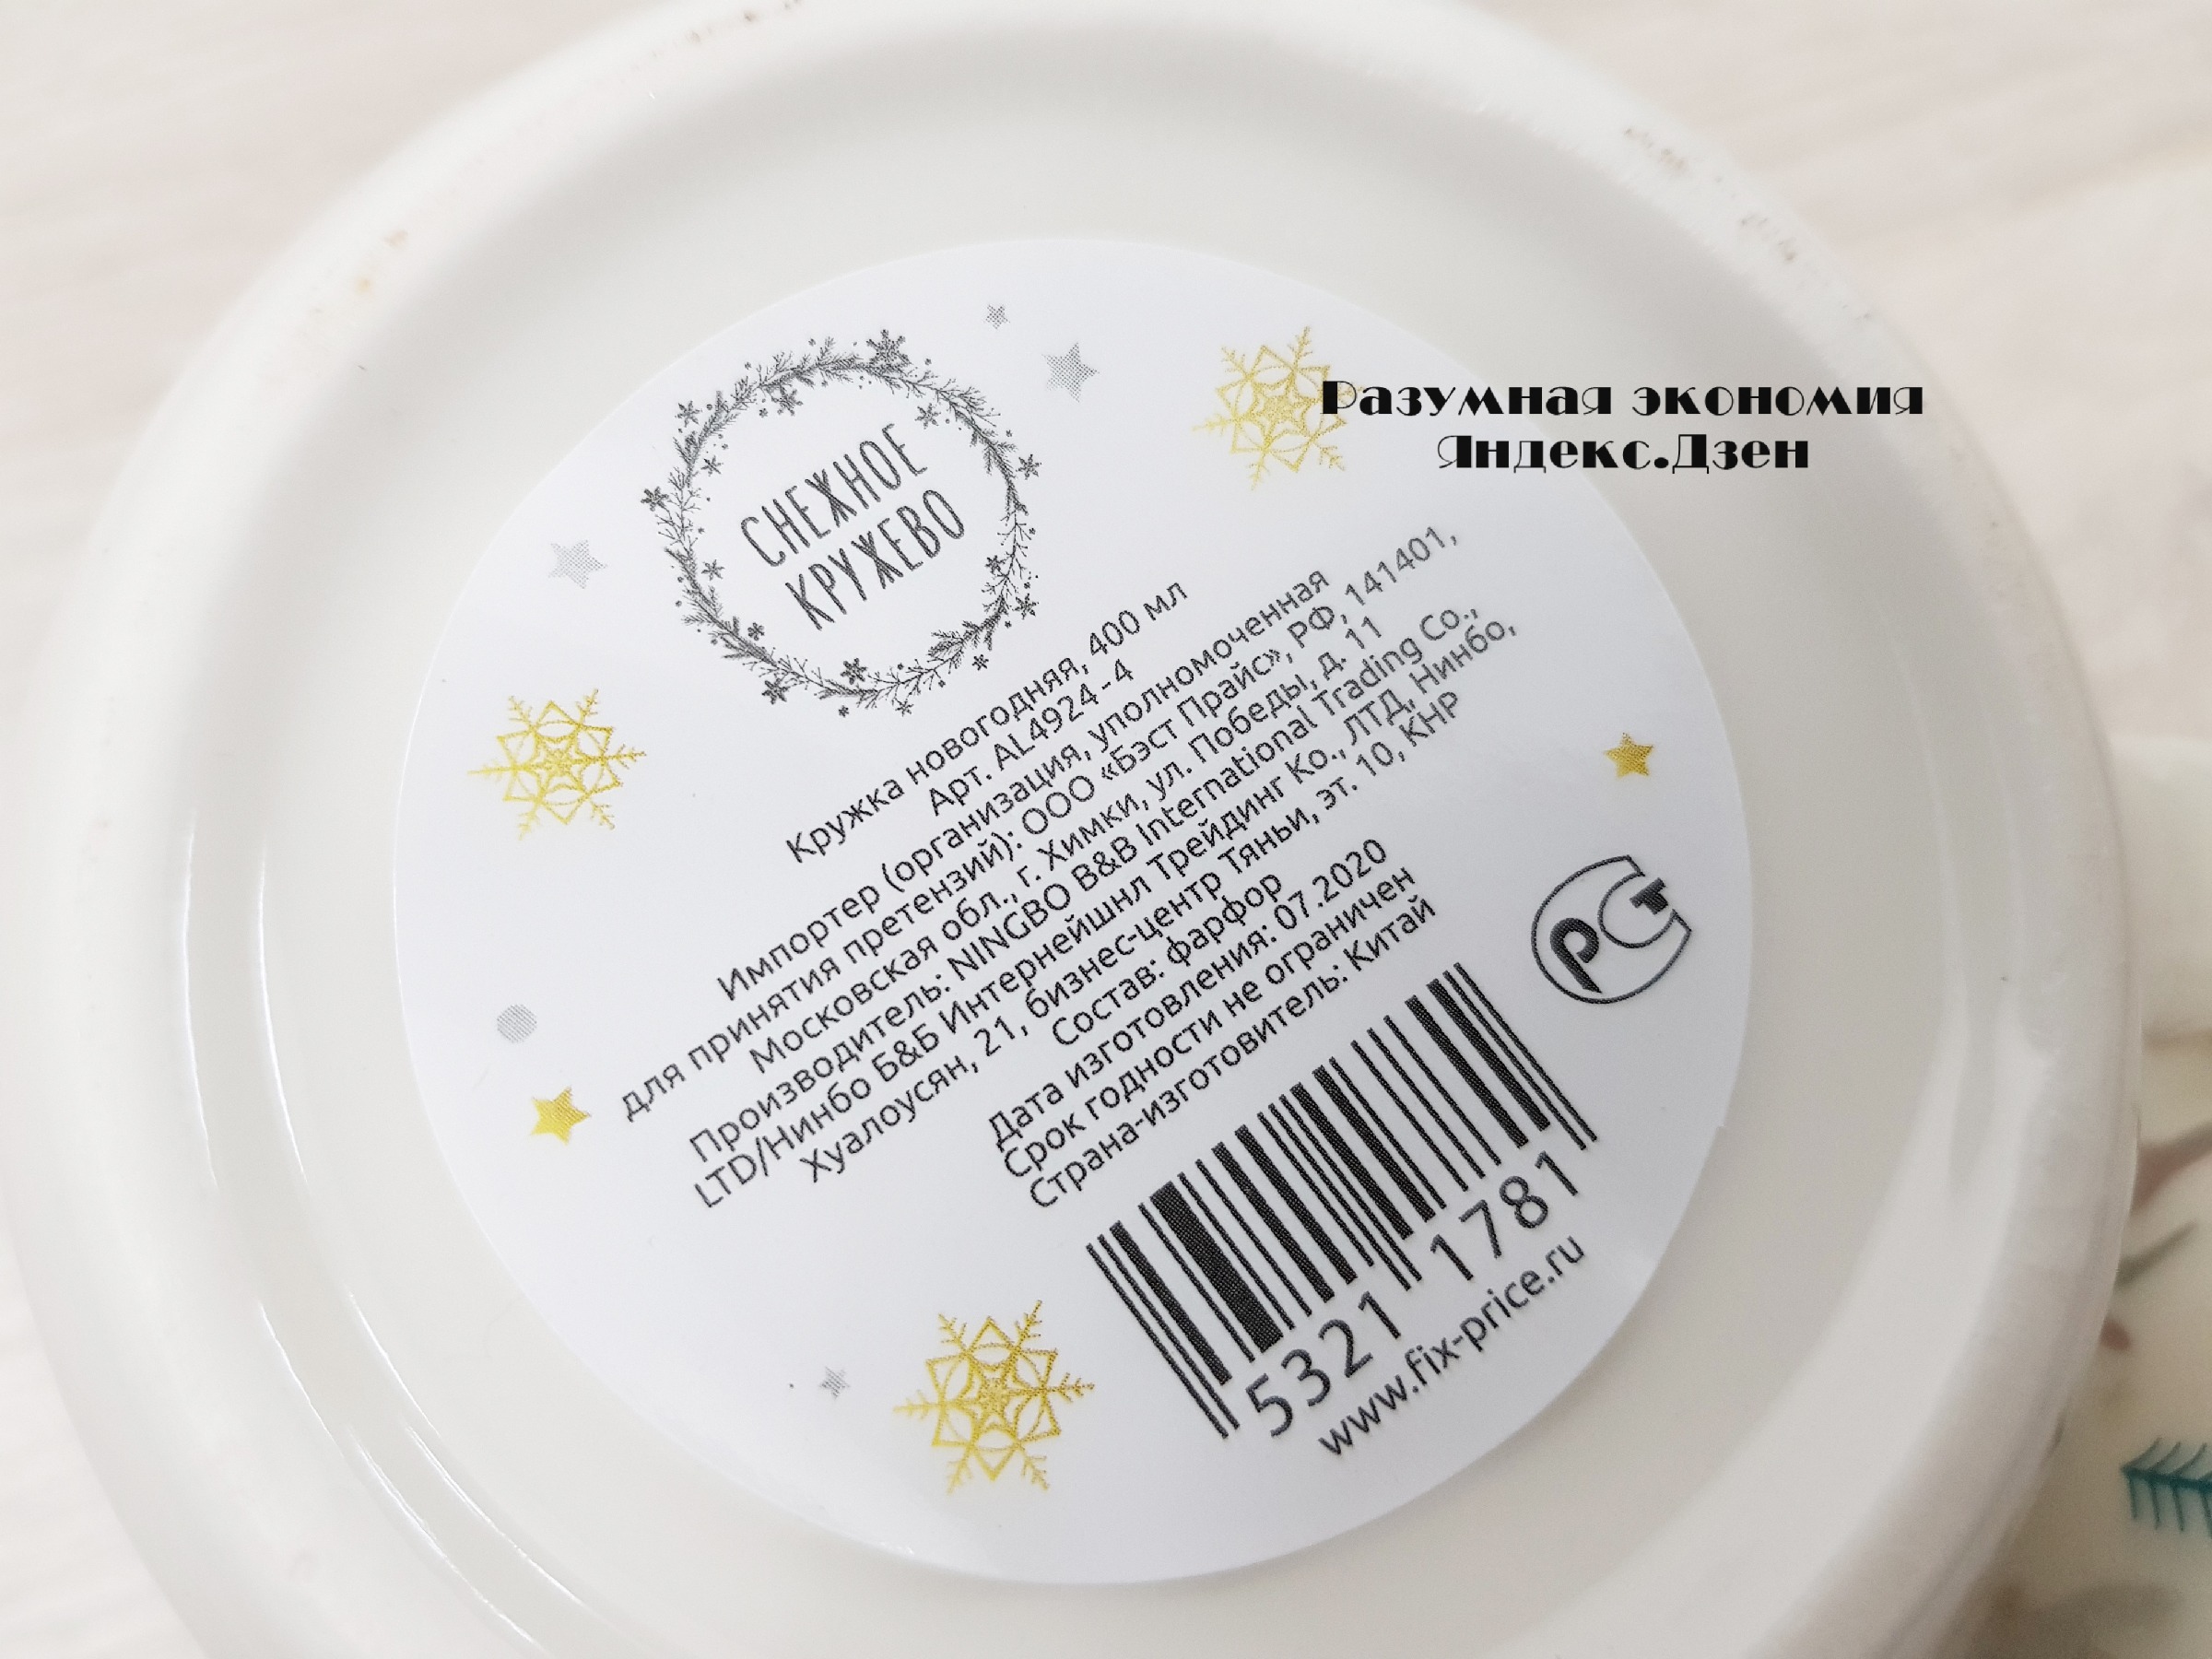 СНЕЖНОЕ
КРУЖЕВО
Разумная экономия
Яндекс.Дзен
Кружка новогодняя, 400 мл
Арт. AL4924-4
Импортер (организация, уполномоченная
для принятия претензий): ООО «Бэст Прайс», РФ, 141401,
Московская обл., г. Химки, ул. Победы, д. 11
Производитель: NINGBO B&B International Trading Co.,
LTD/Нинбо Б&Б Интернейшнл Трейдинг Ко., ЛТД, Нинбо,
Хуалоусян, 21, бизнес-центр Тяньи, эт. 10, КНР
Состав: фарфор
Дата изготовления: 07.2020
Срок годности не ограничен
Страна-изготовитель: Китай
РСТ
5321 1781
www.fix-price.ru